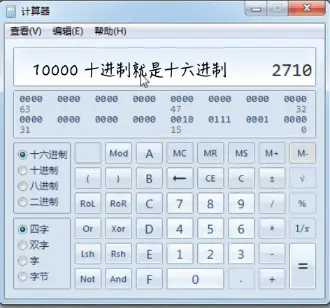 计算器
查看(V) 编辑(E) 帮助(H)
10000 十进制就是十六进制 2710
0000 0000 0000 0000 0000 0000 0000 0000
63 47 32
0000 0000 0000 0000 0010 0111 0001 0000
31 15 0
十六进制 Mod A MC MR MS M+ M-
十进制 ( ) B ← CE C ± √
八进制
二进制 RoL RoR C 7 8 9 / %
四字 Or Xor D 4 5 6 * 1/x
双字
字 Lsh Rsh E 1 2 3 - =
字节 Not And F 0 . +